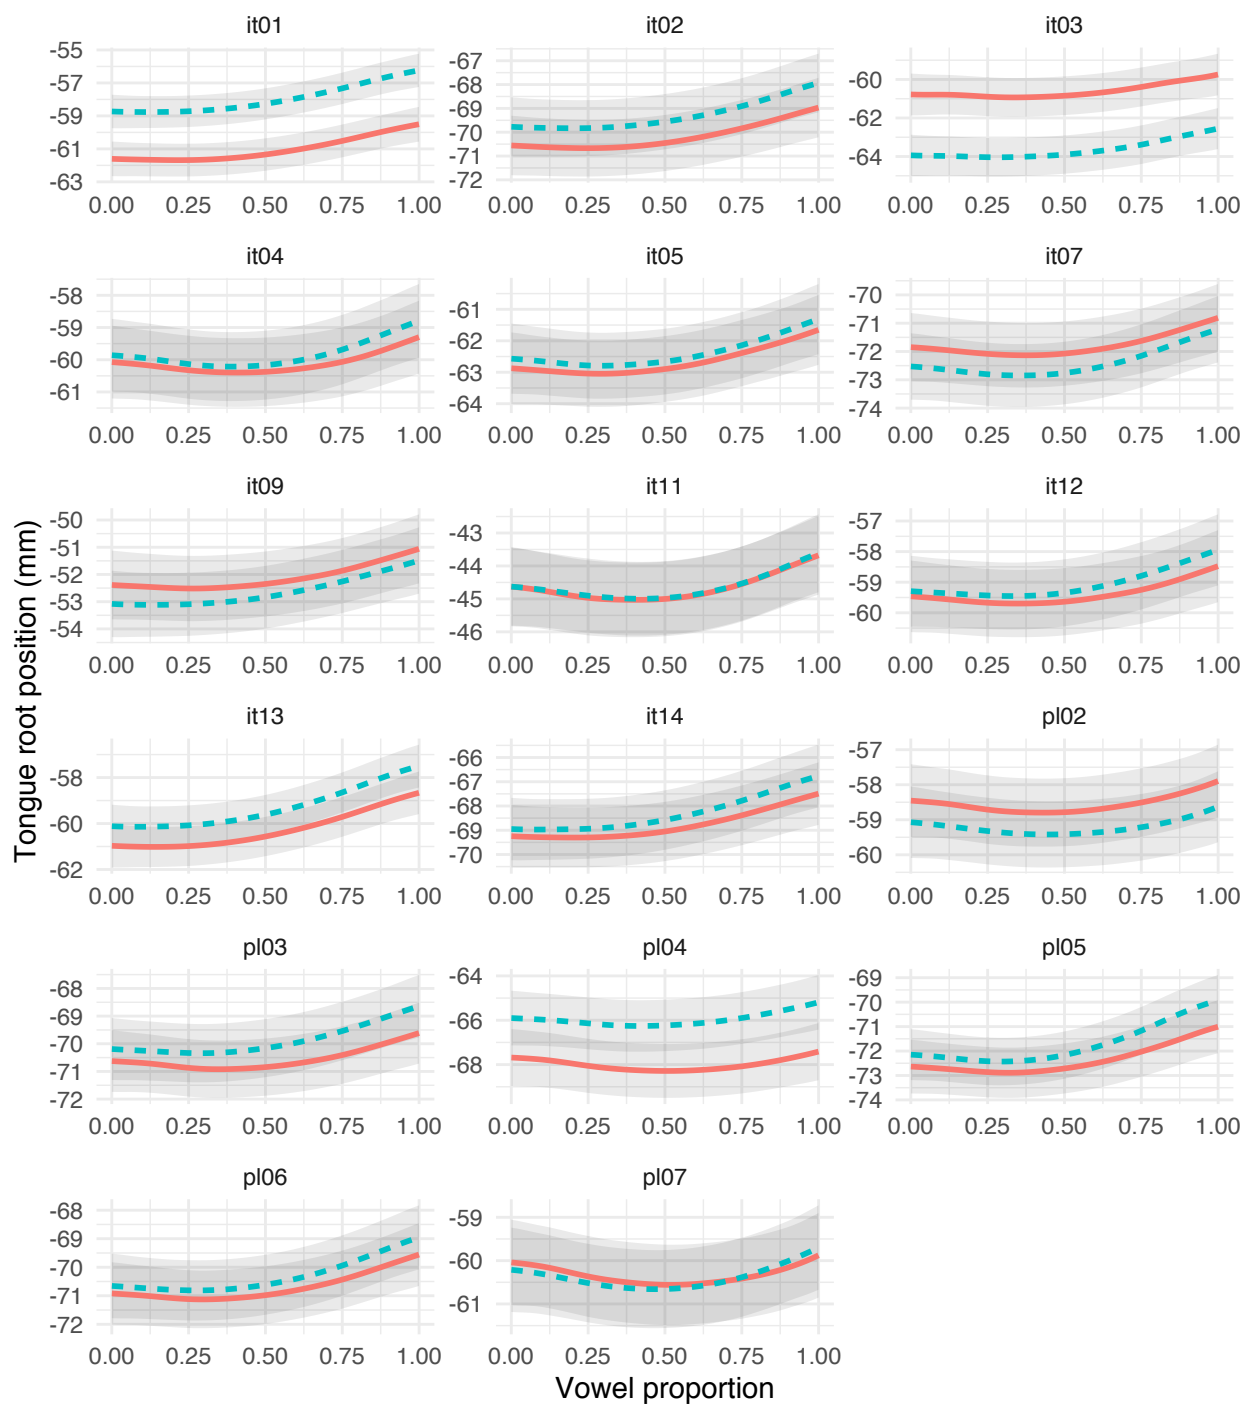 it01 it02 it03
-55 -57 -59 -61 -63
-67 -68 -69 -70 -71 -72
-60 -62 -64
0.00 0.25 0.50 0.75 1.00 0.00 0.25 0.50 0.75 1.00 0.00 0.25 0.50 0.75 1.00
it04 it05 it07
-58 -59 -60 -61
-61 -62 -63 -64
-70 -71 -72 -73 -74
0.00 0.25 0.50 0.75 1.00 0.00 0.25 0.50 0.75 1.00 0.00 0.25 0.50 0.75 1.00
it09 it11 it12
-50 -51 -52 -53 -54
-43 -44 -45 -46
-57 -58 -59 -60
0.00 0.25 0.50 0.75 1.00 0.00 0.25 0.50 0.75 1.00 0.00 0.25 0.50 0.75 1.00
Tongue root position (mm)
it13 it14 pl02
-58 -60 -62
-66 -67 -68 -69 -70
-57 -58 -59 -60
0.00 0.25 0.50 0.75 1.00 0.00 0.25 0.50 0.75 1.00 0.00 0.25 0.50 0.75 1.00
pl03 pl04 pl05
-68 -69 -70 -71 -72
-64 -66 -68
-69 -70 -71 -72 -73 -74
0.00 0.25 0.50 0.75 1.00 0.00 0.25 0.50 0.75 1.00 0.00 0.25 0.50 0.75 1.00
pl06 pl07
-68 -69 -70 -71 -72
-59 -60 -61
0.00 0.25 0.50 0.75 1.00 0.00 0.25 0.50 0.75 1.00
Vowel proportion